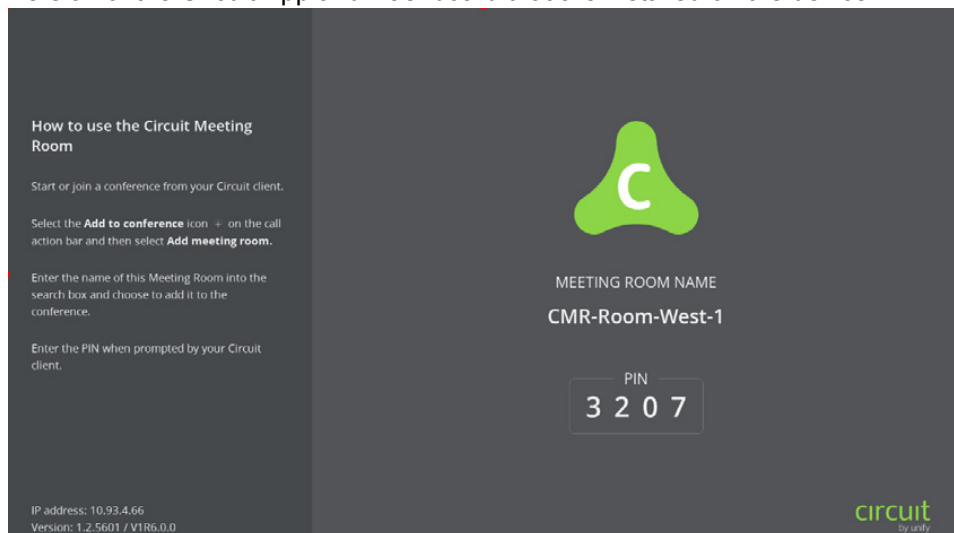 How to use the Circuit Meeting
Room
Start or join a conference from your Circuit client.
Select the Add to conference icon + on the call
action bar and then select Add meeting room.
Enter the name of this Meeting Room into the
search box and choose to add it to the
conference.
Enter the PIN when prompted by your Circuit
client.
IP address: 10.93.4.66
Version: 1.2.5601 / V1R6.0.0
C
MEETING ROOM NAME
CMR-Room-West-1
PIN
3 2 0 7
circuit
by unify